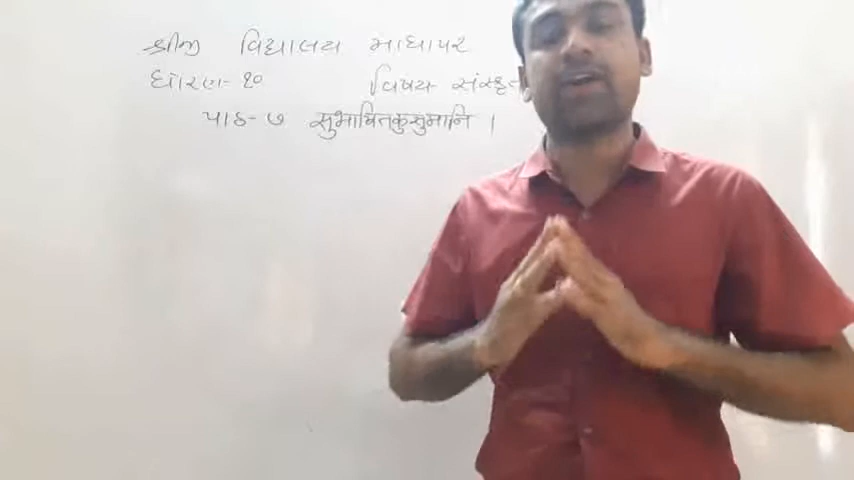 શ્રીજી વિદ્યાલય માધાપર
ધોરણ- ૧૦ વિષય- સંસ્કૃત
પાઠ- ૭ सुभाषितकुसुमानि ।